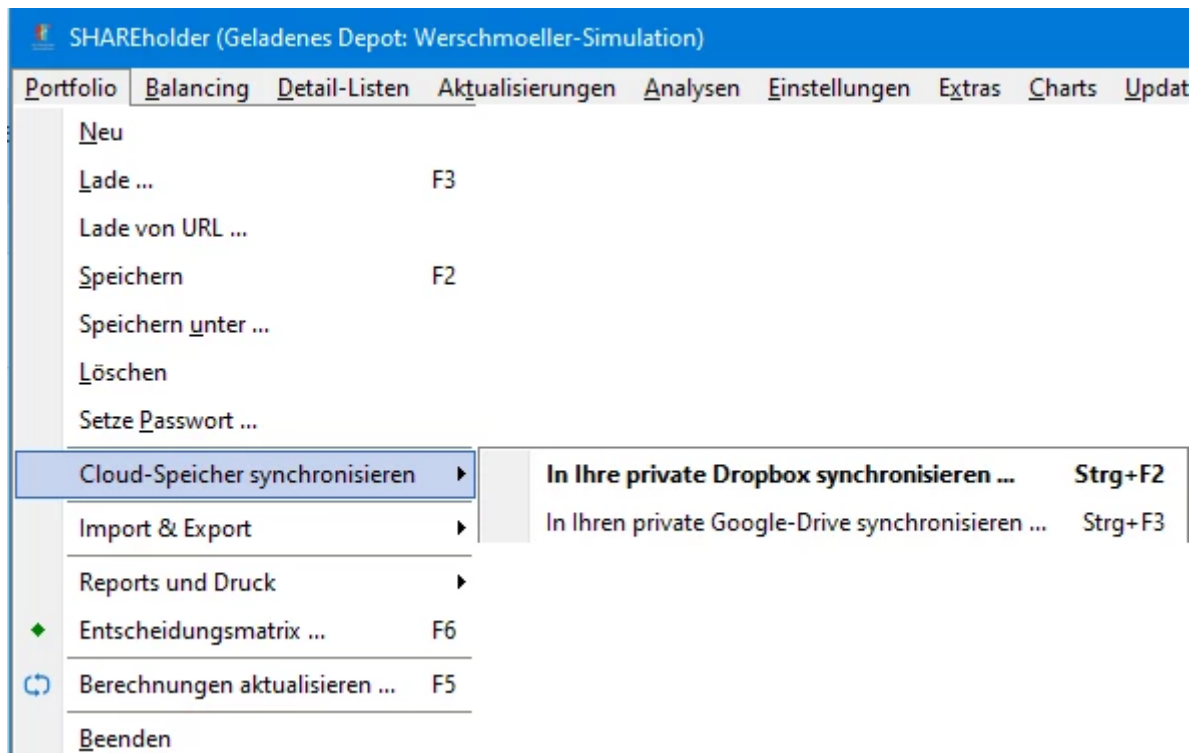 SHAREholder (Geladenes Depot: Werschmoeller-Simulation)
Portfolio Balancing Detail-Listen Aktualisierungen Analysen Einstellungen Extras Charts Updat
Neu
Lade ... F3
Lade von URL ...
Speichern F2
Speichern unter ...
Löschen
Setze Passwort ...
Cloud-Speicher synchronisieren
In Ihre private Dropbox synchronisieren ... Strg+F2
In Ihren private Google-Drive synchronisieren ... Strg+F3
Import & Export
Reports und Druck
Entscheidungsmatrix ... F6
Berechnungen aktualisieren ... F5
Beenden